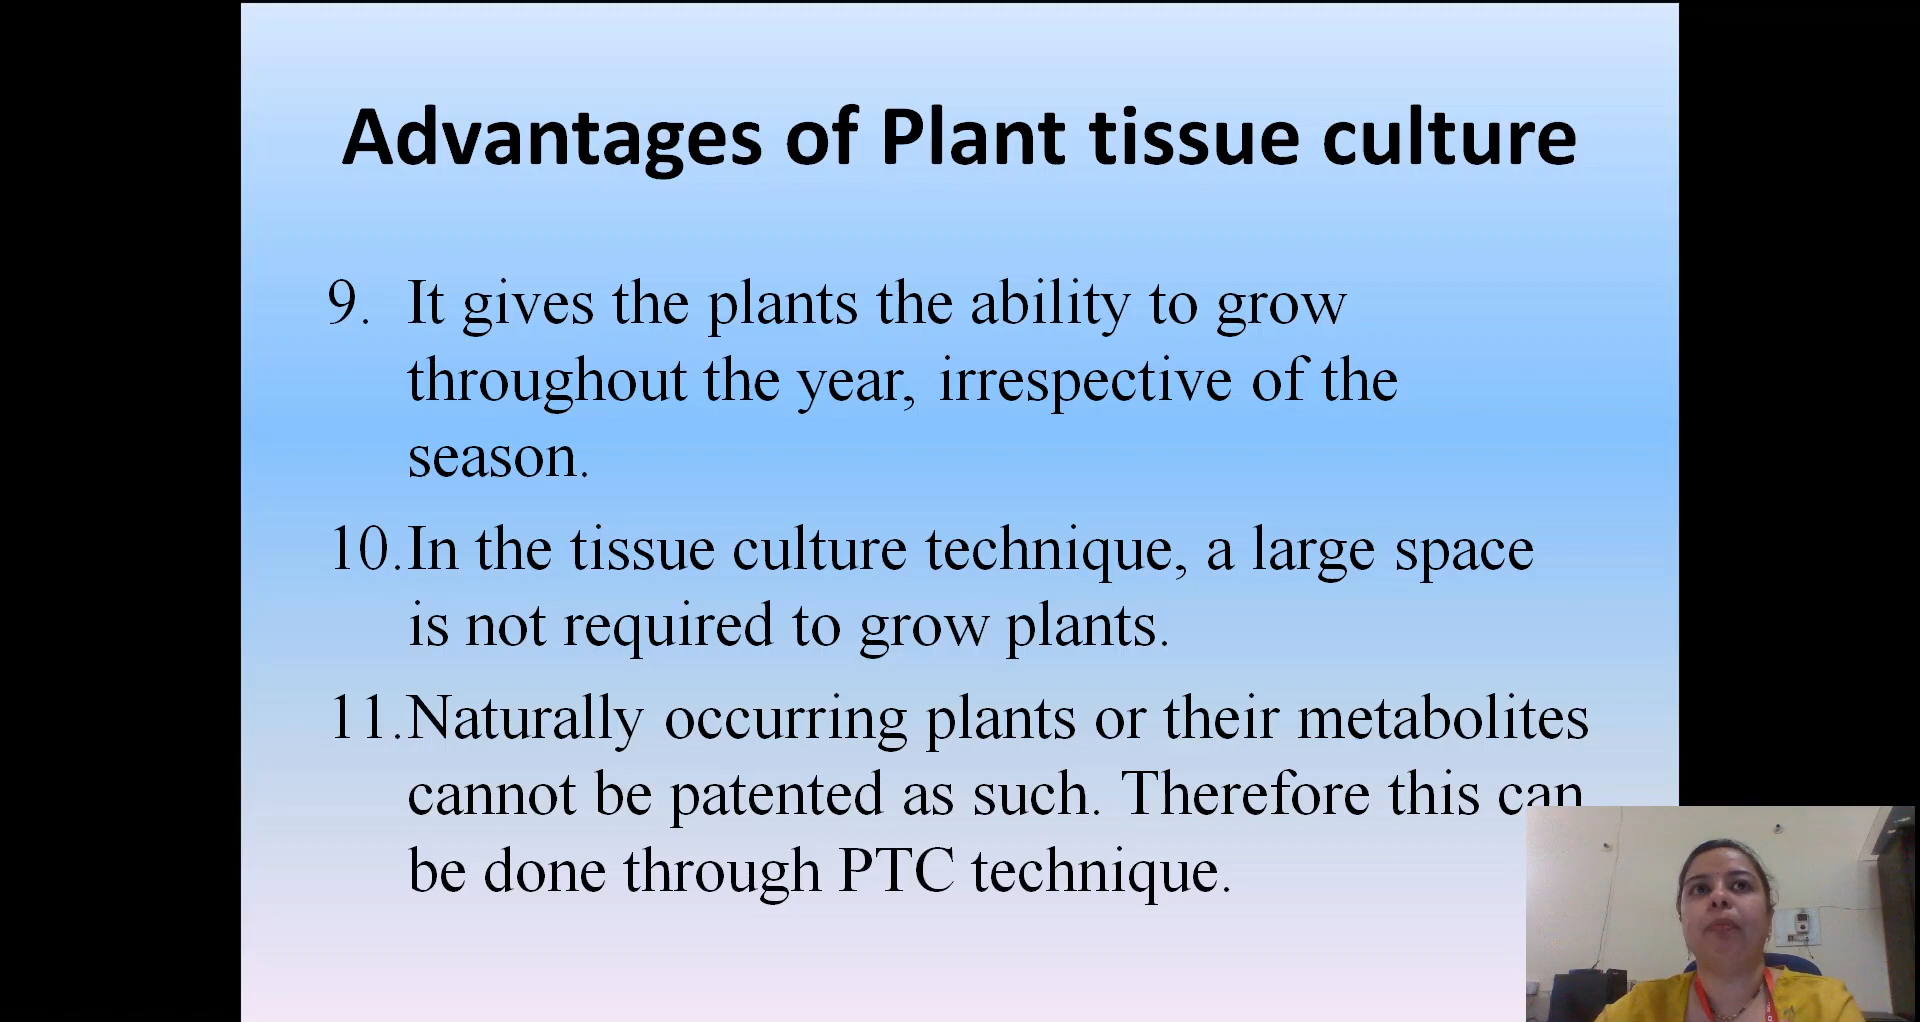 Advantages of Plant tissue culture
9. It gives the plants the ability to grow
throughout the year, irrespective of the
season.
10. In the tissue culture technique, a large space
is not required to grow plants.
11. Naturally occurring plants or their metabolites
cannot be patented as such. Therefore this can
be done through PTC technique.